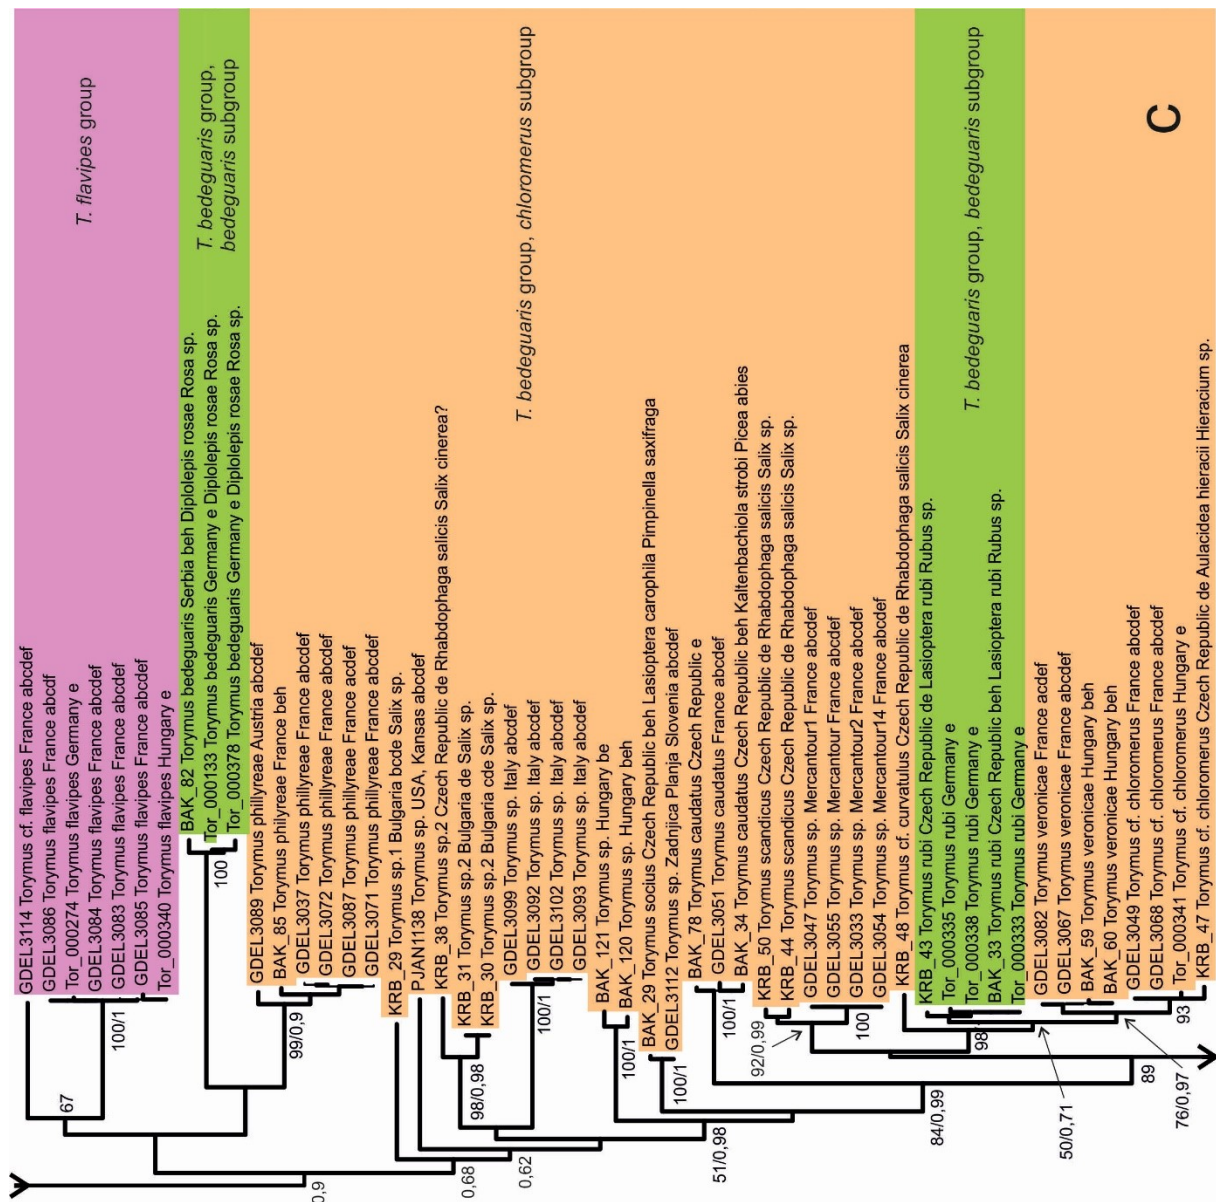 GDEL3114 Torymus cf. flavipes France abcdef
GDEL3086 Torymus flavipes France abcdf
Tor_000274 Torymus flavipes Germany e
GDEL3084 Torymus flavipes France abcdef
GDEL3083 Torymus flavipes France abcdef
GDEL3085 Torymus flavipes France abcdef
Tor_000340 Torymus flavipes Hungary e
T. flavipes group
67
100/1
BAK_82 Torymus bedeguaris Serbia beh Diplolepis rosae Rosa sp.
Tor_000133 Torymus bedeguaris Germany e Diplolepis rosae Rosa sp.
Tor_000378 Torymus bedeguaris Germany e Diplolepis rosae Rosa sp.
T. bedeguaris group,
bedeguaris subgroup
100
GDEL3089 Torymus phillyreae Austria abcdef
BAK_85 Torymus philyreae France beh
GDEL3037 Torymus phillyreae France abcdef
GDEL3072 Torymus phillyreae France abcdef
GDEL3087 Torymus phillyreae France acdef
GDEL3071 Torymus phillyreae France abcdef
99/0,9
KRB_29 Torymus sp.1 Bulgaria bcde Salix sp.
PJAN1138 Torymus sp. USA, Kansas abcdef
KRB_38 Torymus sp.2 Czech Republic de Rhabdophaga salicis Salix cinerea?
KRB_31 Torymus sp.2 Bulgaria de Salix sp.
KRB_30 Torymus sp.2 Bulgaria cde Salix sp.
98/0,98
GDEL3099 Torymus sp. Italy abcdef
GDEL3092 Torymus sp. Italy abcdef
GDEL3102 Torymus sp. Italy abcdef
GDEL3093 Torymus sp. Italy abcdef
100/1
T. bedeguaris group, chloromerus subgroup
BAK_121 Torymus sp. Hungary be
BAK_120 Torymus sp. Hungary beh
100/1
BAK_29 Torymus socius Czech Republic beh Lasioptera carophila Pimpinella saxifraga
GDEL3112 Torymus sp. Zadnjica Planja Slovenia abcdef
100/1
BAK_78 Torymus caudatus Czech Republic e
GDEL3051 Torymus caudatus France abcdef
BAK_34 Torymus caudatus Czech Republic beh Kaltenbachiola strobi Picea abies
100/1
KRB_50 Torymus scandicus Czech Republic de Rhabdophaga salicis Salix sp.
KRB_44 Torymus scandicus Czech Republic de Rhabdophaga salicis Salix sp.
GDEL3047 Torymus sp. Mercantour1 France abcdef
GDEL3055 Torymus sp. Mercantour France abcdef
GDEL3033 Torymus sp. Mercantour2 France abcdef
GDEL3054 Torymus sp. Mercantour14 France abcdef
92/0,99
100
KRB_48 Torymus cf. curvatulus Czech Republic de Rhabdophaga salicis Salix cinerea
KRB_43 Torymus rubi Czech Republic de Lasioptera rubi Rubus sp.
Tor_000335 Torymus rubi Germany e
Tor_000338 Torymus rubi Germany e
BAK_33 Torymus rubi Czech Republic beh Lasioptera rubi Rubus sp.
Tor_000333 Torymus rubi Germany e
T. bedeguaris group, bedeguaris subgroup
98
GDEL3082 Torymus veronicae France acdef
GDEL3067 Torymus veronicae France abcdef
BAK_59 Torymus veronicae Hungary beh
BAK_60 Torymus veronicae Hungary beh
GDEL3049 Torymus cf. chloromerus France abcdef
GDEL3068 Torymus cf. chloromerus France abcdef
Tor_000341 Torymus cf. chloromerus Hungary e
KRB_47 Torymus cf. chloromerus Czech Republic de Aulacidea hieracii Hieracium sp.
93
0,9
0,68
0,62
51/0,98
84/0,99
50/0,71
89
76/0,97
C